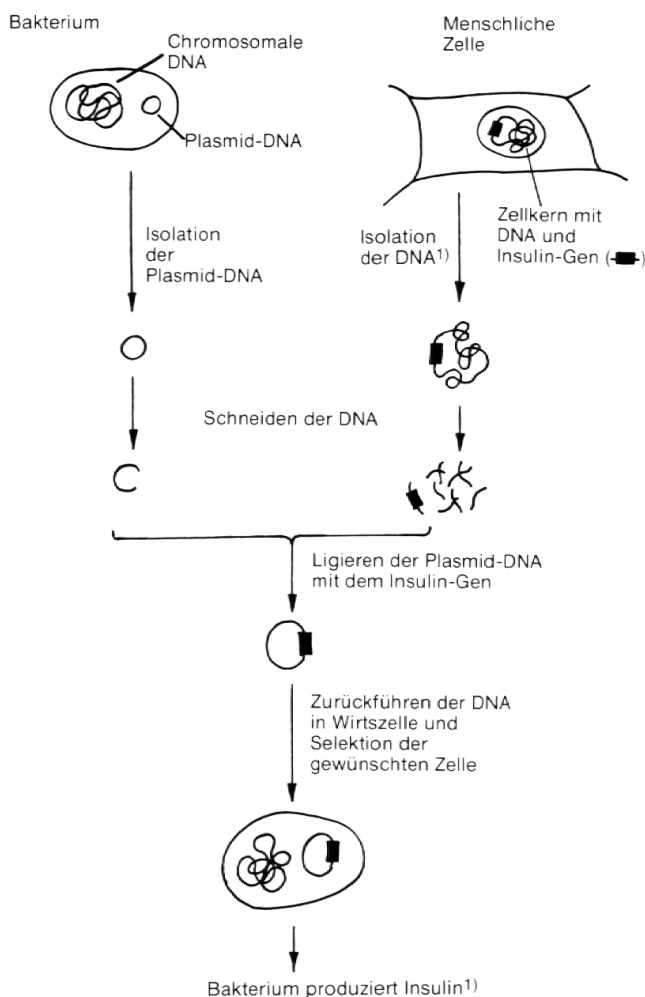 Bakterium
Chromosomale
DNA
Plasmid-DNA
Menschliche
Zelle
Zellkern mit
DNA und
Insulin-Gen ( )
Isolation
der
Plasmid-DNA
Isolation
der DNA¹)
Schneiden der DNA
Ligieren der Plasmid-DNA
mit dem Insulin-Gen
Zurückführen der DNA
in Wirtszelle und
Selektion der
gewünschten Zelle
Bakterium produziert Insulin¹)